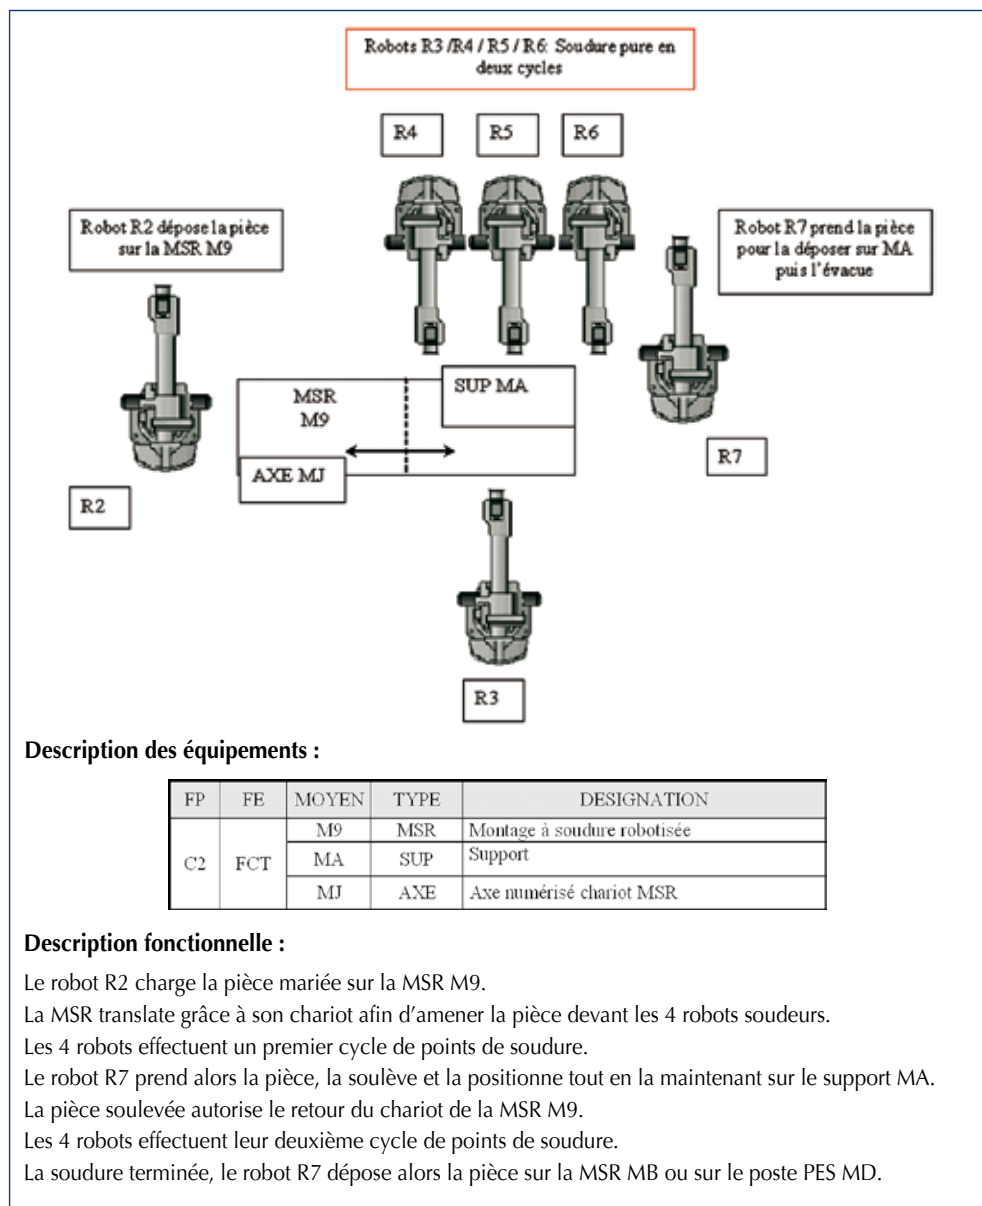 Robots R3 /R4 / R5 / R6: Soudure pure en
deux cycles
R4
R5
R6
Robot R2 dépose la pièce
sur la MSR M9
Robot R7 prend la pièce
pour la déposer sur MA
puis l'évacue
MSR
M9
SUP MA
AXE MJ
R7
R2
R3
Description des équipements :
FP FE MOYEN TYPE DESIGNATION
M9 MSR Montage à soudure robotisée
C2 FCT MA SUP Support
MJ AXE Axe numérisé chariot MSR
Description fonctionnelle :
Le robot R2 charge la pièce mariée sur la MSR M9.
La MSR translate grâce à son chariot afin d'amener la pièce devant les 4 robots soudeurs.
Les 4 robots effectuent un premier cycle de points de soudure.
Le robot R7 prend alors la pièce, la soulève et la positionne tout en la maintenant sur le support MA.
La pièce soulevée autorise le retour du chariot de la MSR M9.
Les 4 robots effectuent leur deuxième cycle de points de soudure.
La soudure terminée, le robot R7 dépose alors la pièce sur la MSR MB ou sur le poste PES MD.